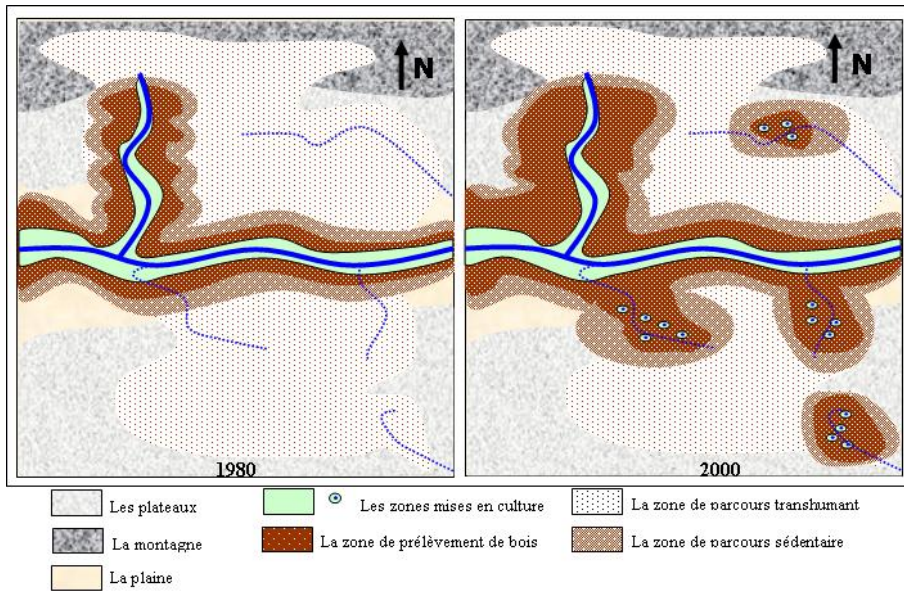 N
N
1980
2000
Les plateaux
Les zones mises en culture
La zone de parcours transhumant
La montagne
La zone de prélèvement de bois
La zone de parcours sédentaire
La plaine